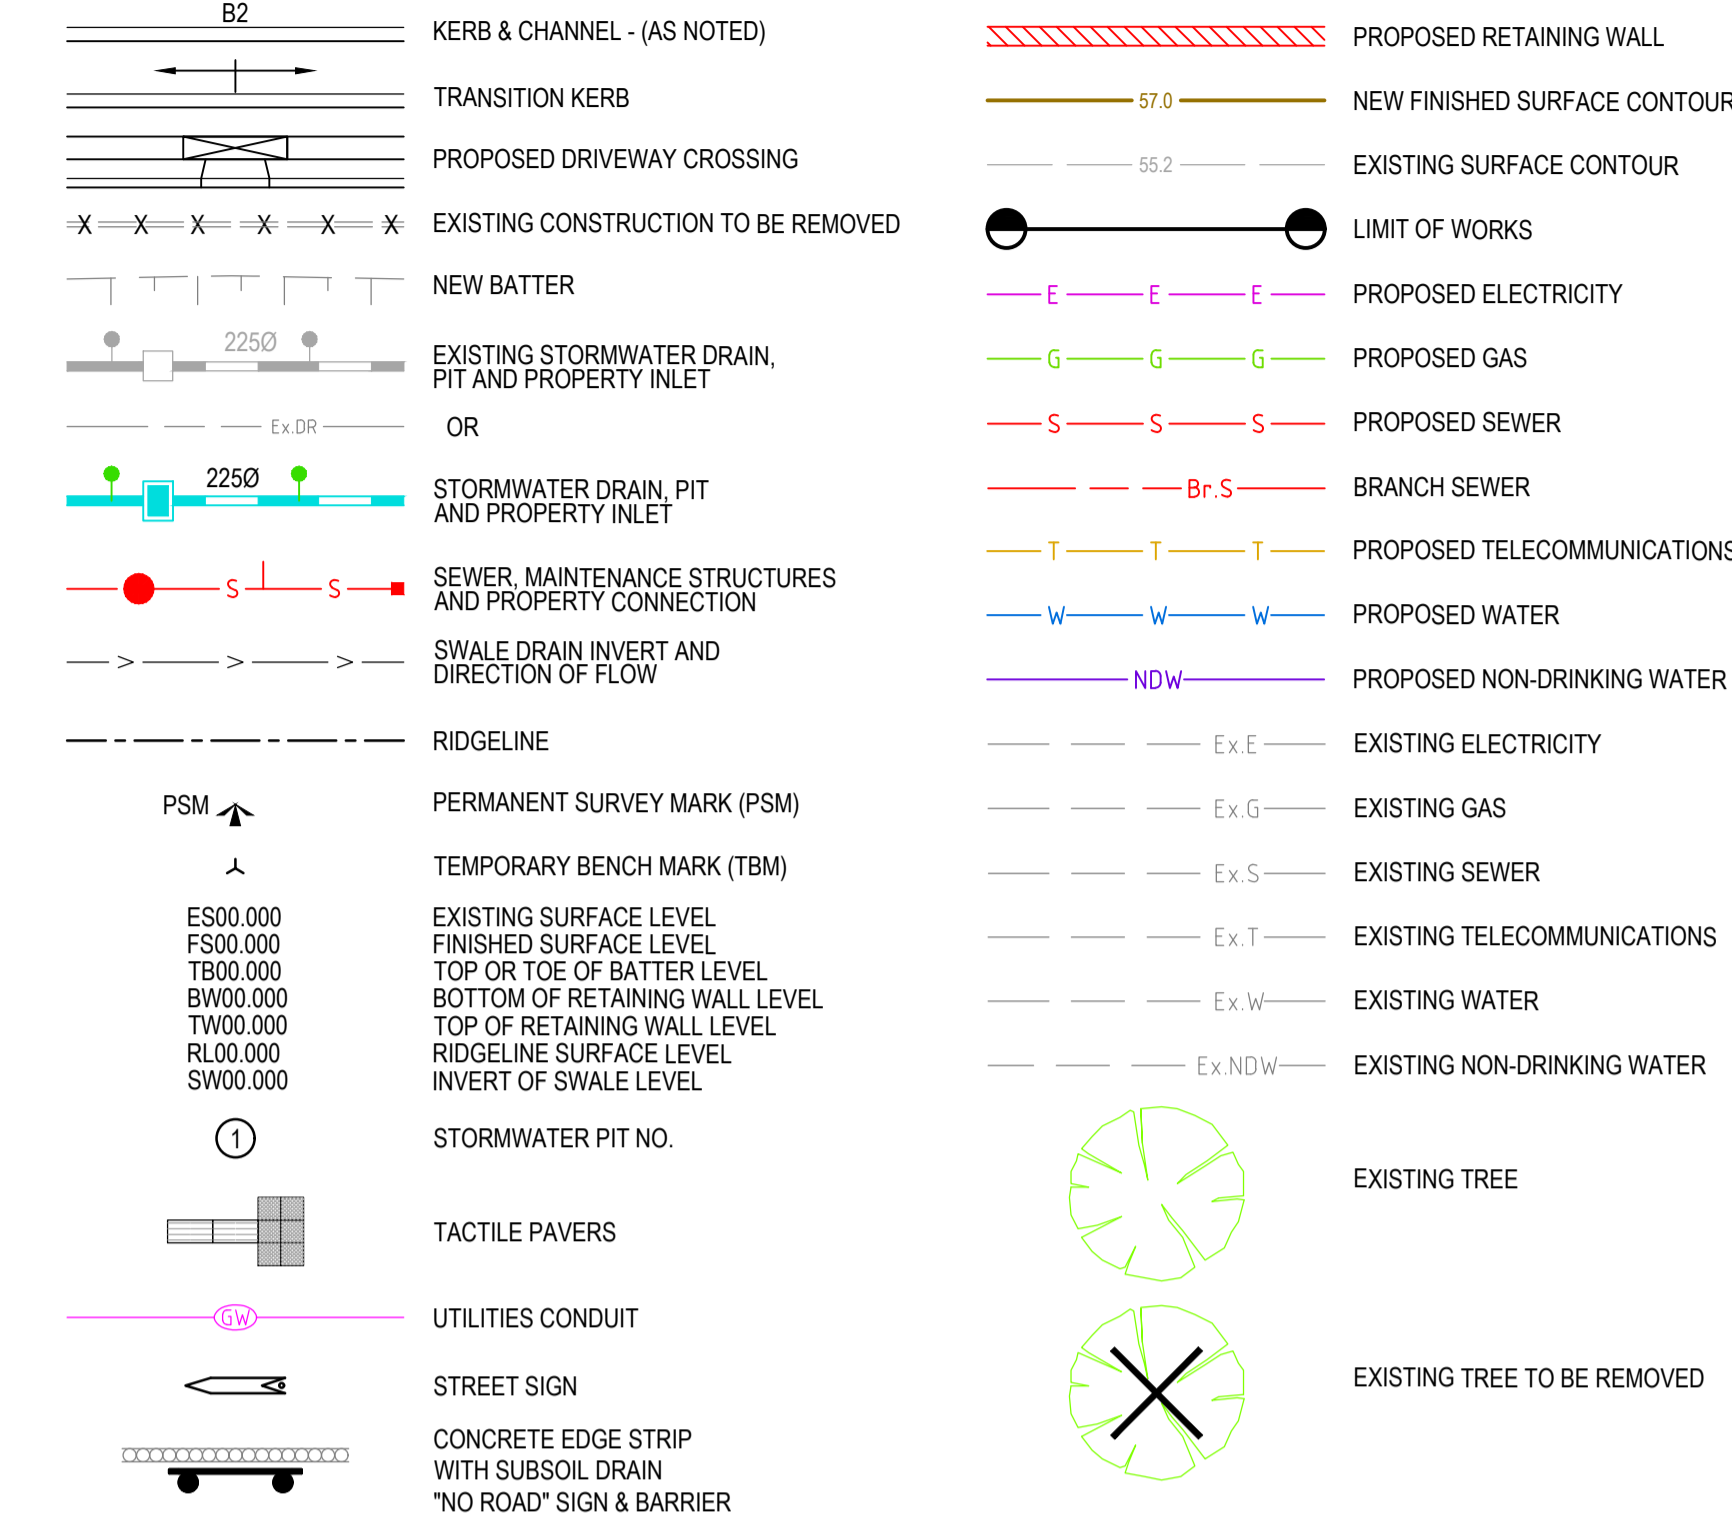 B2
KERB & CHANNEL - (AS NOTED)
TRANSITION KERB
PROPOSED DRIVEWAY CROSSING
X X X X X X
EXISTING CONSTRUCTION TO BE REMOVED
NEW BATTER
225Ø
EXISTING STORMWATER DRAIN,
PIT AND PROPERTY INLET
Ex.DR
OR
225Ø
STORMWATER DRAIN, PIT
AND PROPERTY INLET
S S
SEWER, MAINTENANCE STRUCTURES
AND PROPERTY CONNECTION
> > >
SWALE DRAIN INVERT AND
DIRECTION OF FLOW
RIDGELINE
PSM
PERMANENT SURVEY MARK (PSM)
TEMPORARY BENCH MARK (TBM)
ES00.000 EXISTING SURFACE LEVEL
FS00.000 FINISHED SURFACE LEVEL
TB00.000 TOP OR TOE OF BATTER LEVEL
BW00.000 BOTTOM OF RETAINING WALL LEVEL
TW00.000 TOP OF RETAINING WALL LEVEL
RL00.000 RIDGELINE SURFACE LEVEL
SW00.000 INVERT OF SWALE LEVEL
1
STORMWATER PIT NO.
TACTILE PAVERS
GW
UTILITIES CONDUIT
STREET SIGN
CONCRETE EDGE STRIP
WITH SUBSOIL DRAIN
"NO ROAD" SIGN & BARRIER
PROPOSED RETAINING WALL
57.0
NEW FINISHED SURFACE CONTOUR
55.2
EXISTING SURFACE CONTOUR
LIMIT OF WORKS
E E E
PROPOSED ELECTRICITY
G G G
PROPOSED GAS
S S S
PROPOSED SEWER
Br.S
BRANCH SEWER
T T T
PROPOSED TELECOMMUNICATIONS
W W W
PROPOSED WATER
NDW
PROPOSED NON-DRINKING WATER
Ex.E
EXISTING ELECTRICITY
Ex.G
EXISTING GAS
Ex.S
EXISTING SEWER
Ex.T
EXISTING TELECOMMUNICATIONS
Ex.W
EXISTING WATER
Ex.NDW
EXISTING NON-DRINKING WATER
EXISTING TREE
EXISTING TREE TO BE REMOVED